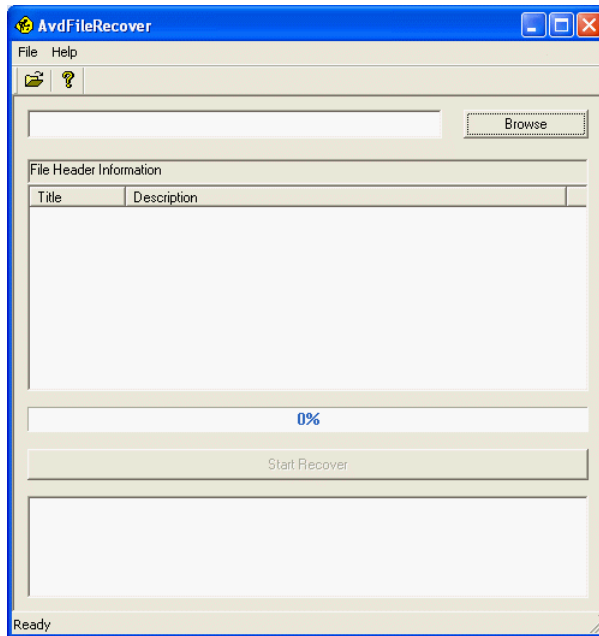 AvdFileRecover
File Help
Browse
File Header Information
Title Description
0%
Start Recover
Ready